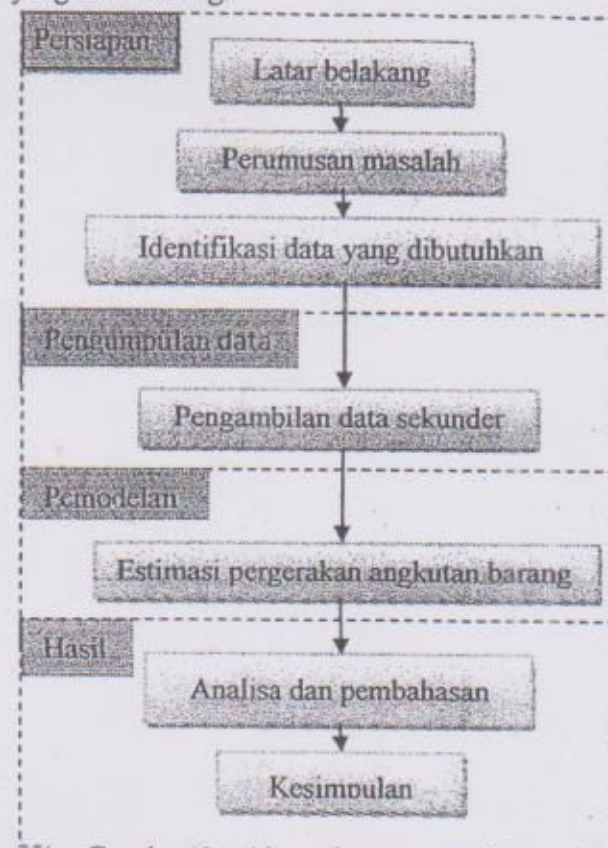 Persiapan
Latar belakang
Perumusan masalah
Identifikasi data yang dibutuhkan
Pengumpulan data
Pengambilan data sekunder
Pemodelan
Estimasi pergerakan angkutan barang
Hasil
Analisa dan pembahasan
Kesimpulan